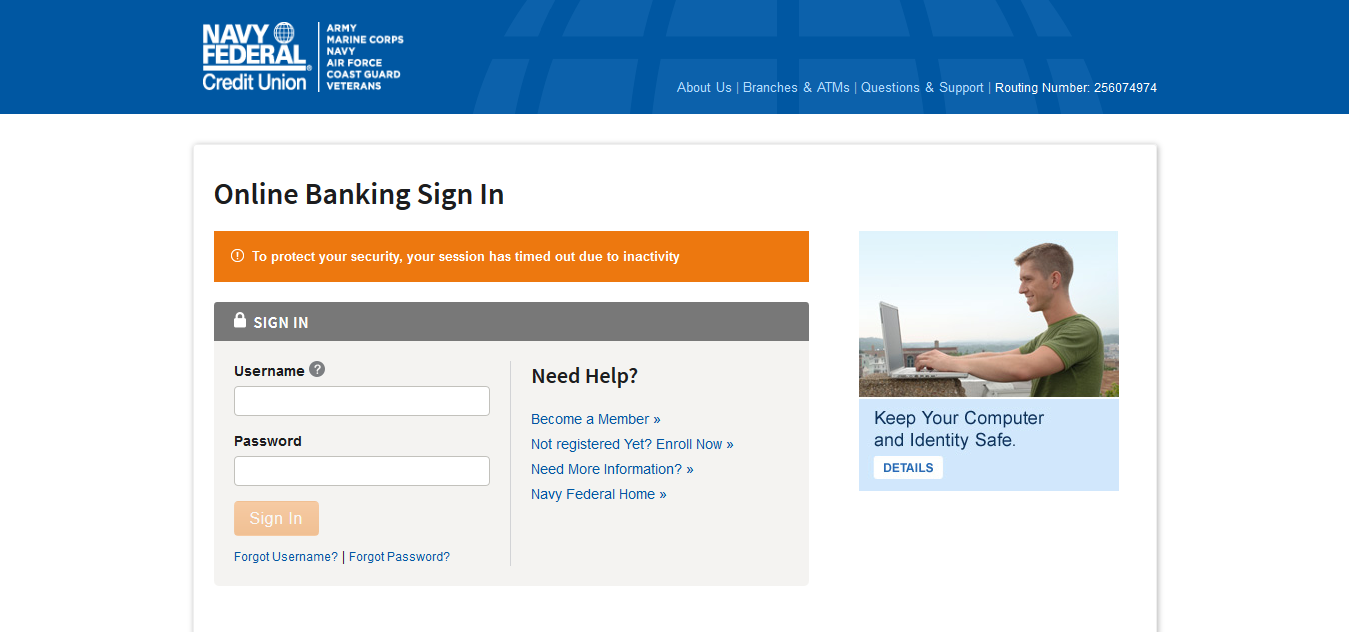 NAVY
FEDERAL®
Credit Union
ARMY
MARINE CORPS
NAVY
AIR FORCE
COAST GUARD
VETERANS
About Us | Branches & ATMs | Questions & Support | Routing Number: 256074974
Online Banking Sign In
To protect your security, your session has timed out due to inactivity
SIGN IN
Username ?
Password
Sign In
Forgot Username? | Forgot Password?
Need Help?
Become a Member »
Not registered Yet? Enroll Now »
Need More Information? »
Navy Federal Home »
Keep Your Computer
and Identity Safe.
DETAILS